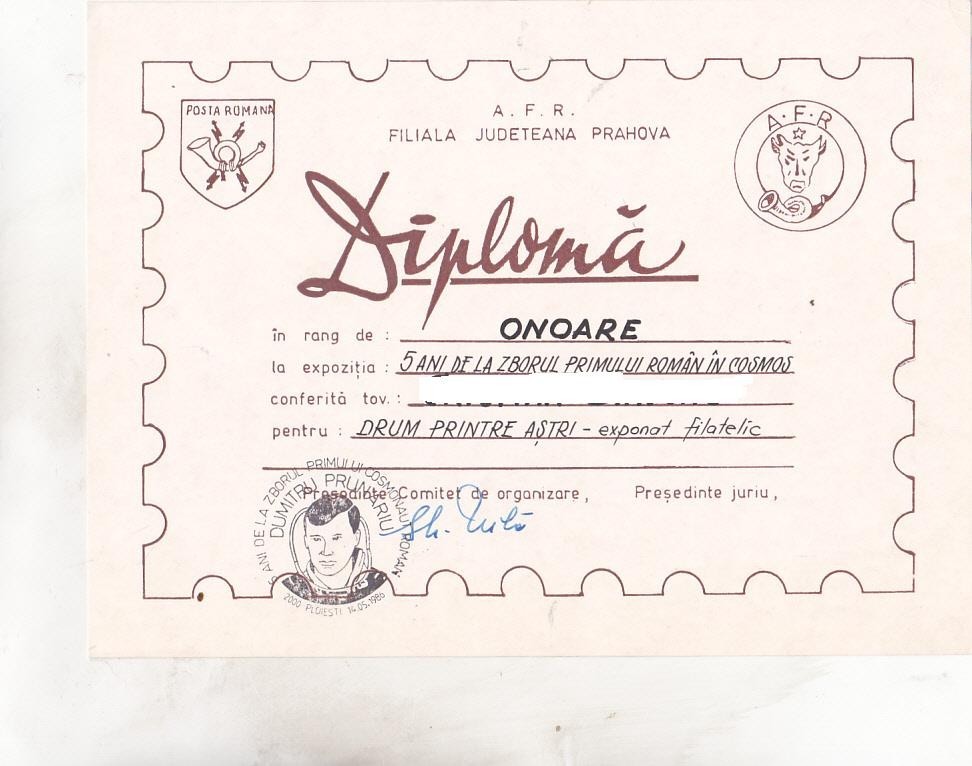 POSTA ROMANA
A. F. R.
FILIALA JUDETEANA PRAHOVA
A·F·R
Diplomă
în rang de : ONOARE
la expoziția : 5 ANI DE LA ZBORUL PRIMULUI ROMÂN ÎN COSMOS
conferită tov. :
pentru : DRUM PRINTRE AȘTRI - exponat filatelic
Președinte Comitet de organizare, Președinte juriu,
5 ANI DE LA ZBORUL PRIMULUI COSMONAUT ROMAN
DUMITRU PRUNARIU
2000 PLOIESTI 14.05.1986